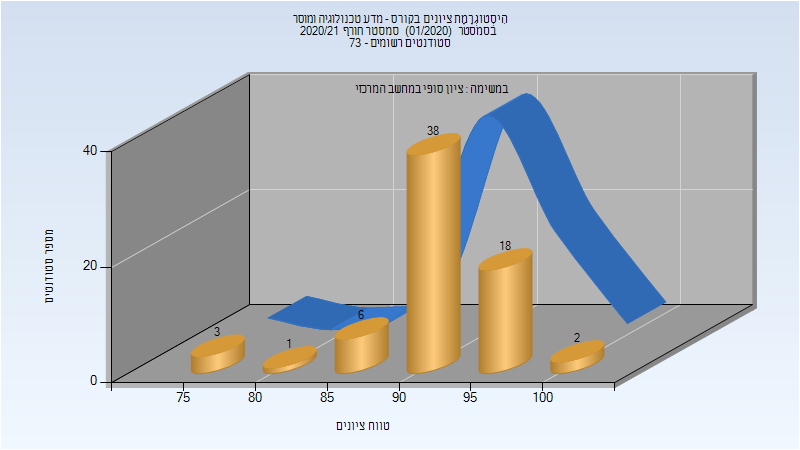 היסטוגרמת ציונים בקורס - מדע טכנולוגיה ומוסר
בסמסטר (01/2020) סמסטר חורף 2020/21
סטודנטים רשומים - 73
במשימה : ציון סופי במחשב המרכזי
מספר סטודנטים
40
20
0
3
1
6
38
18
2
75
80
85
90
95
100
טווח ציונים